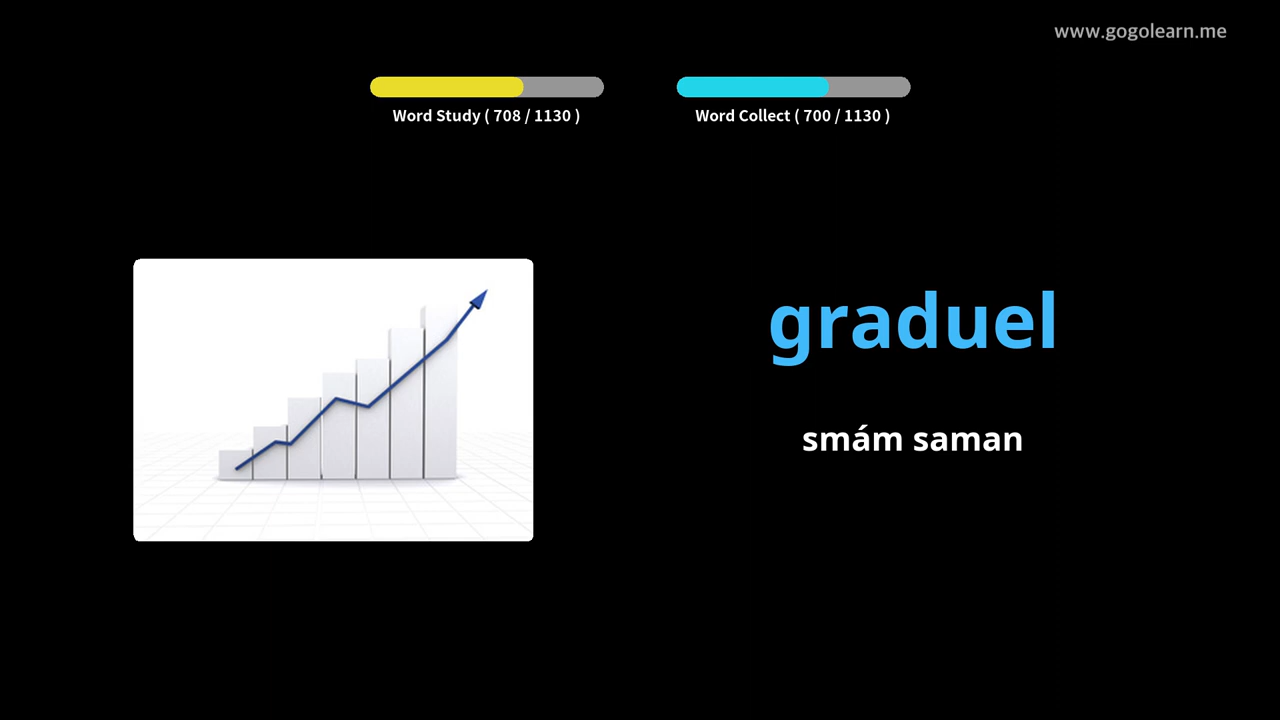 www.gogolearn.me
Word Study ( 708 / 1130 )
Word Collect ( 700 / 1130 )
graduel
smám saman